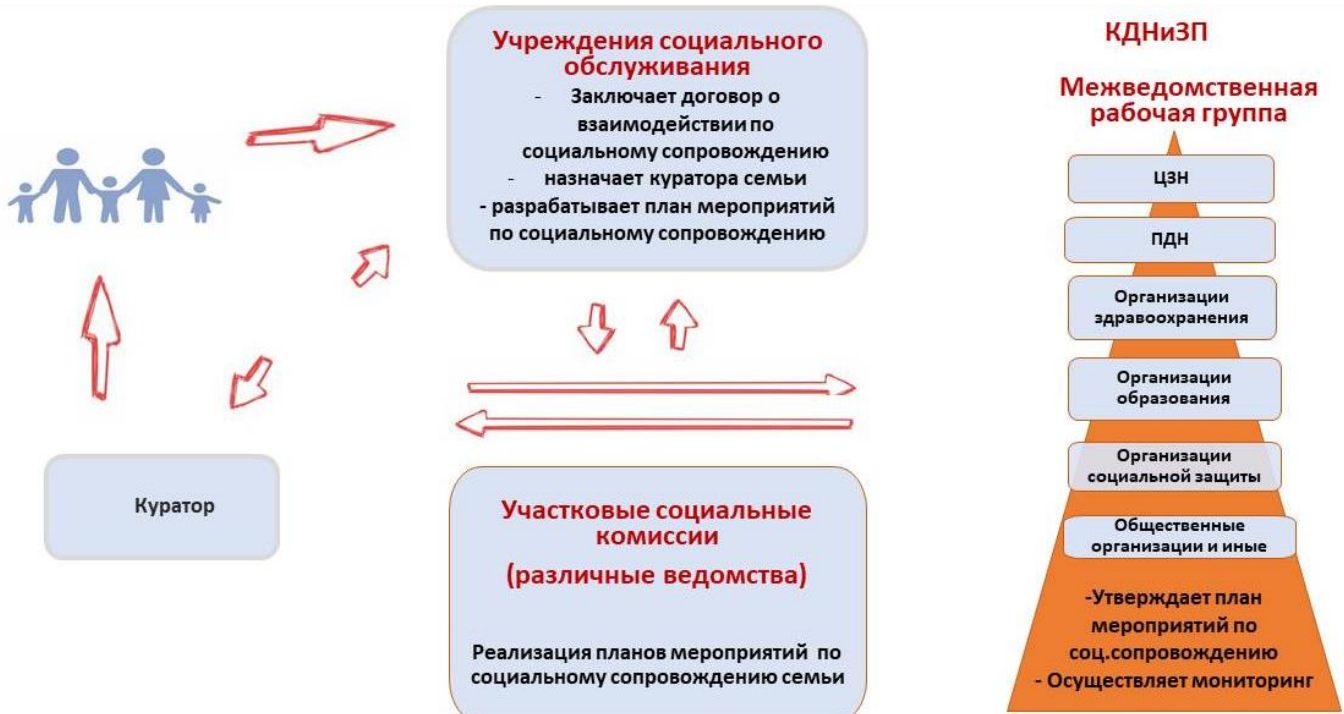 Учреждения социального
обслуживания
- Заключает договор о
взаимодействии по
социальному сопровождению
- назначает куратора семьи
- разрабатывает план мероприятий
по социальному сопровождению
Куратор
Участковые социальные
комиссии
(различные ведомства)
Реализация планов мероприятий по
социальному сопровождению семьи
КДНиЗП
Межведомственная
рабочая группа
ЦЗН
ПДН
Организации
здравоохранения
Организации
образования
Организации
социальной защиты
Общественные
организации и иные
-Утверждает план
мероприятий по
соц.сопровождению
- Осуществляет мониторинг